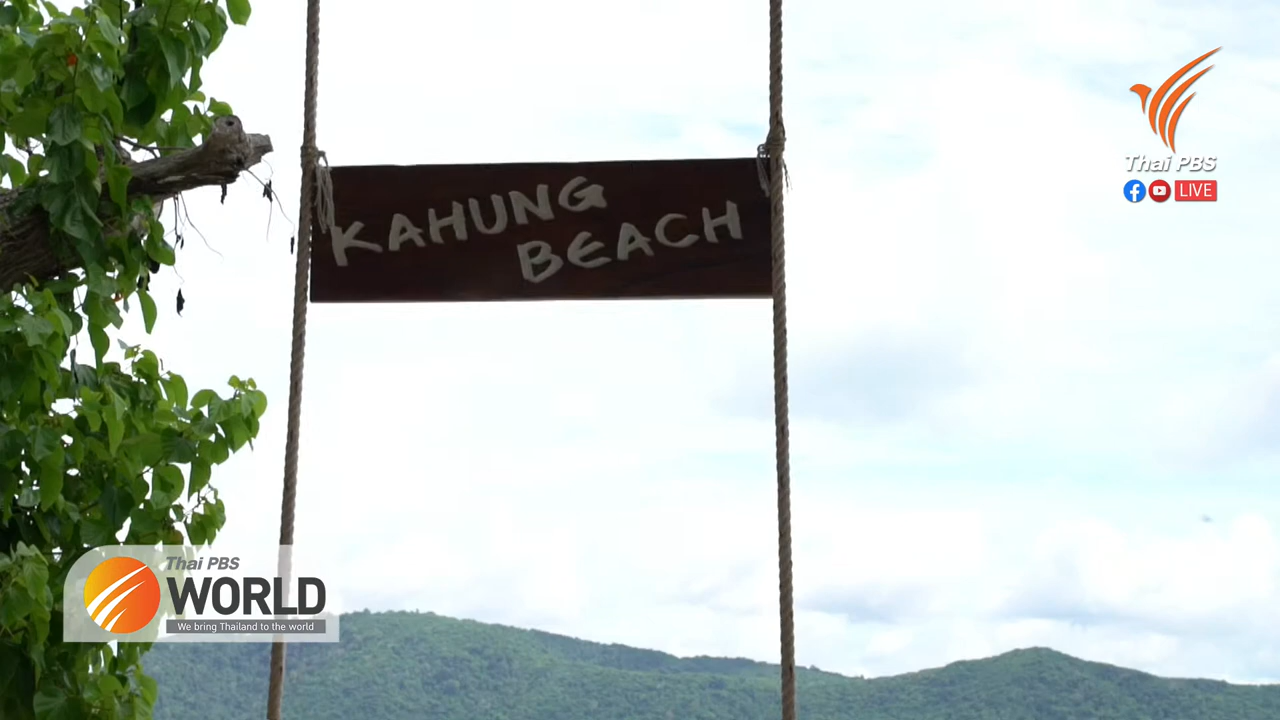 KAHUNG
BEACH
Thai PBS
LIVE
Thai PBS
WORLD
We bring Thailand to the world